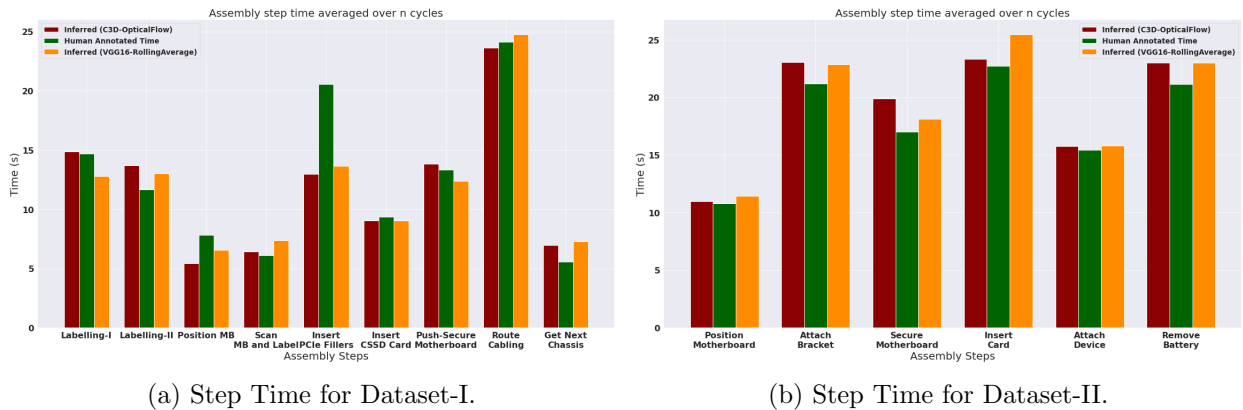 Assembly step time averaged over n cycles
Inferred (C3D-OpticalFlow)
Human Annotated Time
Inferred (VGG16-RollingAverage)
Time (s)
25
20
15
10
5
0
Labelling-I Labelling-II Position MB Scan MB and Label Insert PCIe Fillers Insert CSSD Card Push-Secure Motherboard Route Cabling Get Next Chassis
Assembly Steps
(a) Step Time for Dataset-I.
Assembly step time averaged over n cycles
Inferred (C3D-OpticalFlow)
Human Annotated Time
Inferred (VGG16-RollingAverage)
Time (s)
25
20
15
10
5
0
Position Motherboard Attach Bracket Secure Motherboard Insert Card Attach Device Remove Battery
Assembly Steps
(b) Step Time for Dataset-II.